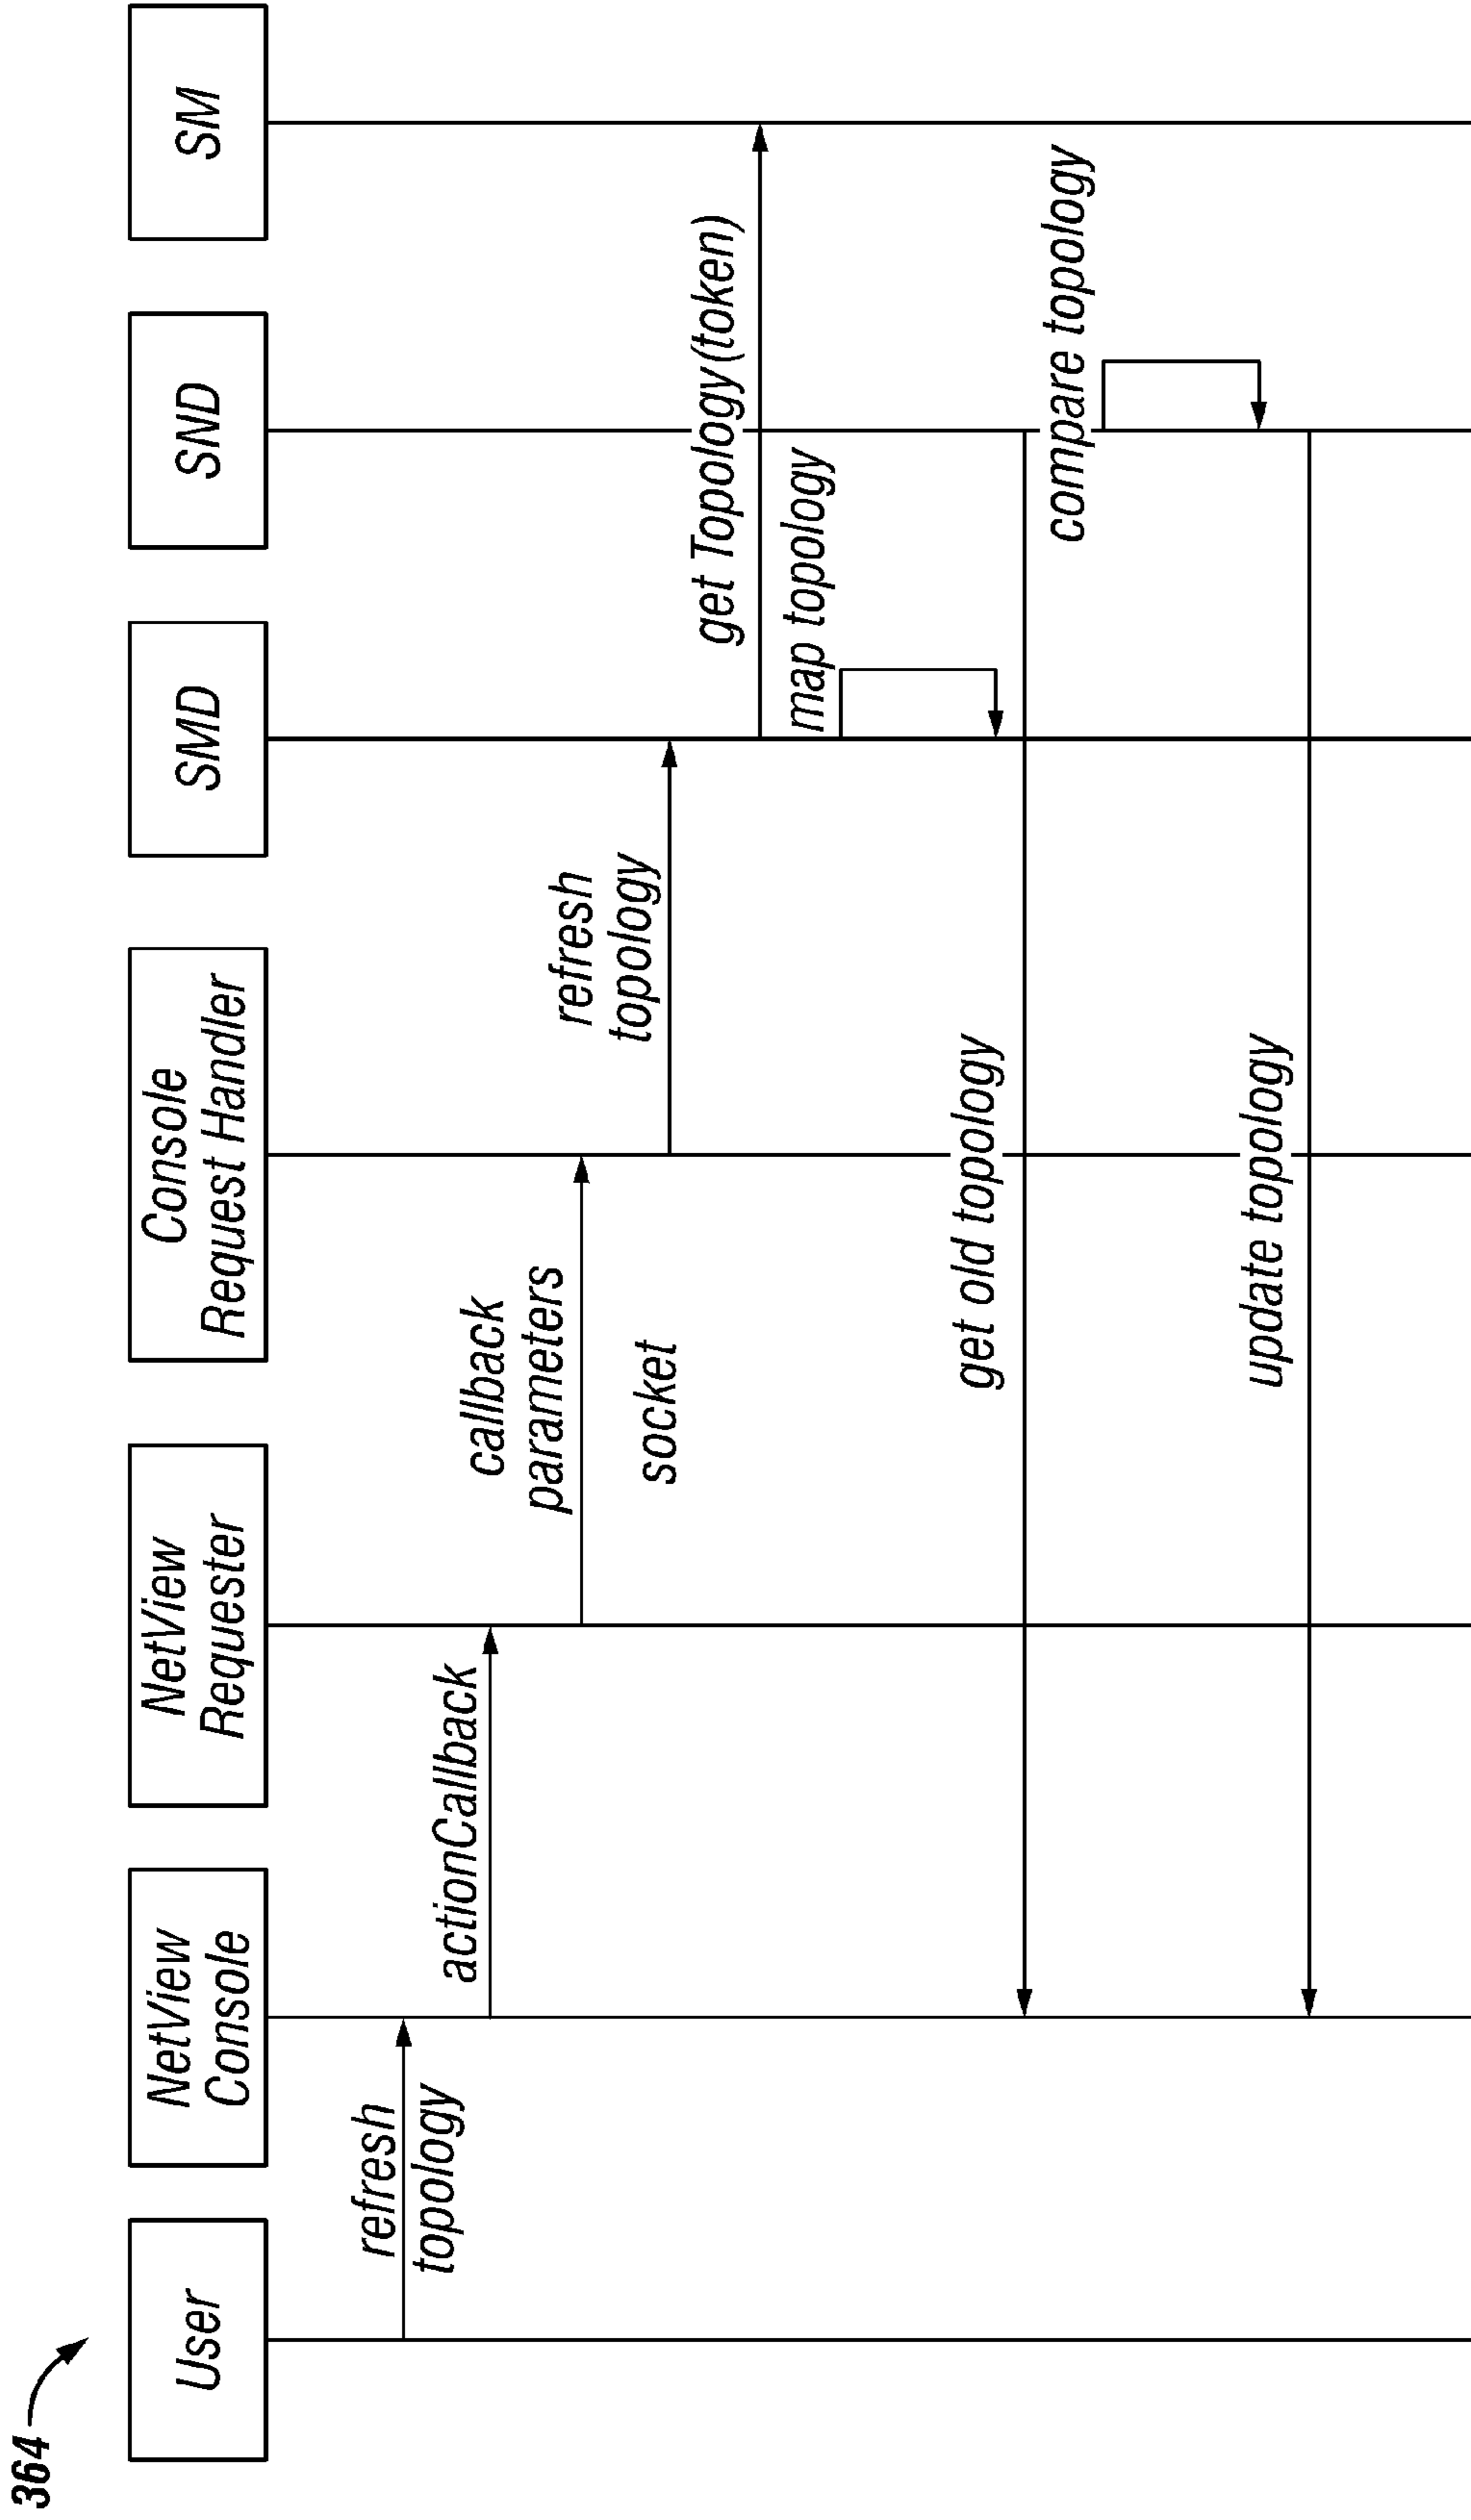 364
User
NetView
Console
NetView
Requester
Console
Request Handler
SMD
SND
SM
refresh
topology
actionCallback
callback
parameters
socket
refresh
topology
get Topology(token)
map topology
get old topology
compare topology
update topology